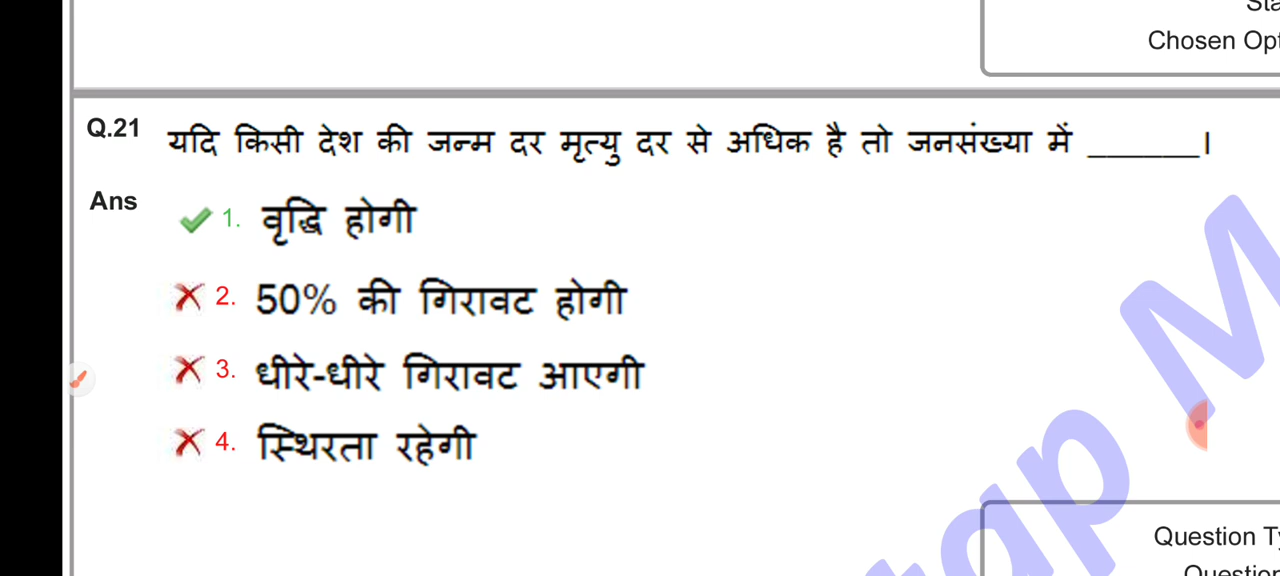 Chosen
Q.21 यदि किसी देश की जन्म दर मृत्यु दर से अधिक है तो जनसंख्या में ______।
Ans
1. वृद्धि होगी
2. 50% की गिरावट होगी
3. धीरे-धीरे गिरावट आएगी
4. स्थिरता रहेगी
Question